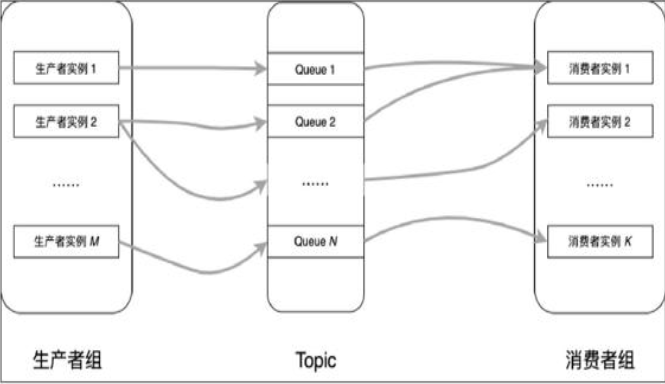 生产者实例 1
生产者实例 2
……
生产者实例 M
生产者组
Queue 1
Queue 2
……
Queue N
Topic
消费者实例 1
消费者实例 2
……
消费者实例 K
消费者组